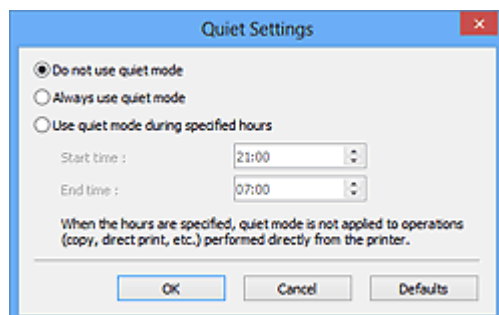 Quiet Settings
Do not use quiet mode
Always use quiet mode
Use quiet mode during specified hours
Start time : 21:00
End time : 07:00
When the hours are specified, quiet mode is not applied to operations
(copy, direct print, etc.) performed directly from the printer.
OK Cancel Defaults